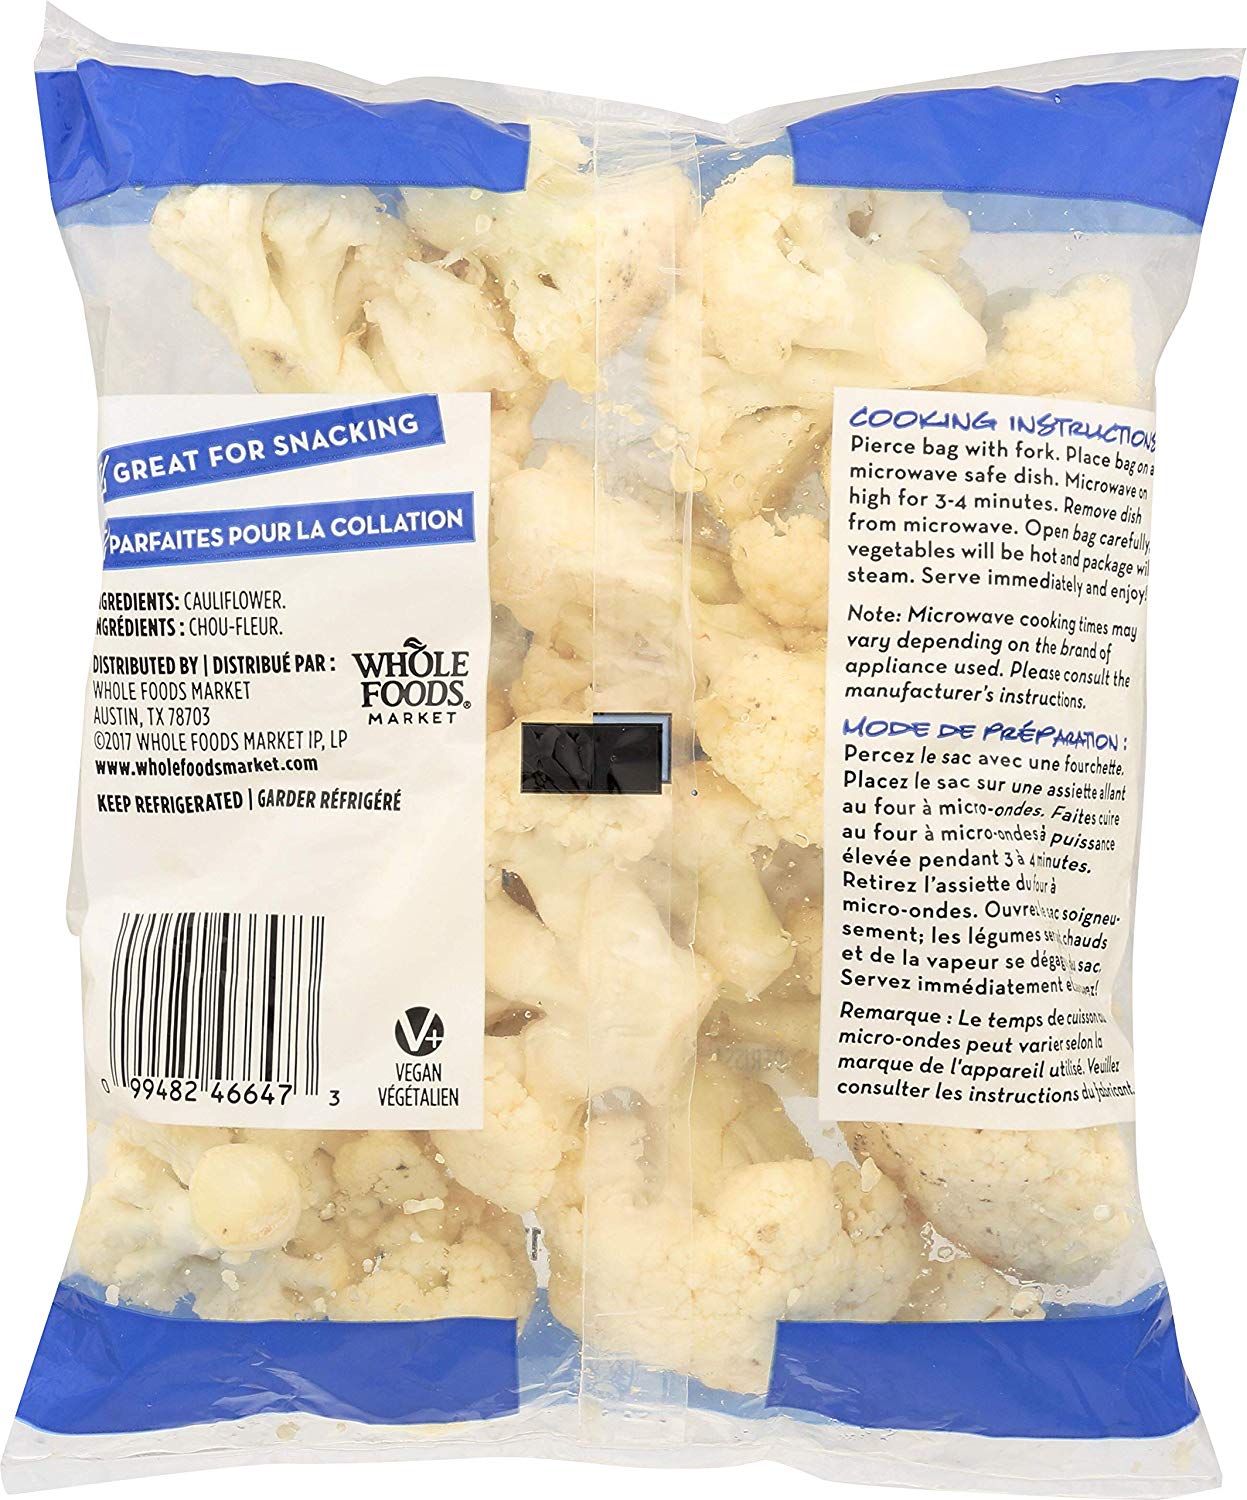 GREAT FOR SNACKING
PARFAITES POUR LA COLLATION
GREDIENTS: CAULIFLOWER.
NGRÉDIENTS : CHOU-FLEUR.
DISTRIBUTED BY | DISTRIBUÉ PAR :
WHOLE FOODS MARKET
AUSTIN, TX 78703
©2017 WHOLE FOODS MARKET IP, LP
www.wholefoodsmarket.com
KEEP REFRIGERATED | GARDER RÉFRIGÉRÉ
WHOLE
FOODS®
MARKET
0 99482 46647 3
V+
VEGAN
VÉGÉTALIEN
COOKING INSTRUCTIONS
Pierce bag with fork. Place bag on a
microwave safe dish. Microwave on
high for 3-4 minutes. Remove dish
from microwave. Open bag carefully,
vegetables will be hot and package wil
steam. Serve immediately and enjoy!
Note: Microwave cooking times may
vary depending on the brand of
appliance used. Please consult the
manufacturer's instructions.
MODE DE PRÉPARATION :
Percez le sac avec une fourchette.
Placez le sac sur une assiette allant
au four à micro-ondes. Faites cuire
au four à micro-ondes à puissance
élevée pendant 3 à 4 minutes.
Retirez l'assiette du four à
micro-ondes. Ouvrez le sac soigneu-
sement; les légumes chauds
et de la vapeur se sac.
Servez immédiatement
Remarque : Le temps de cuisson au
micro-ondes peut varier selon la
marque de l'appareil utilisé. Veuillez
consulter les instructions du fabricant.